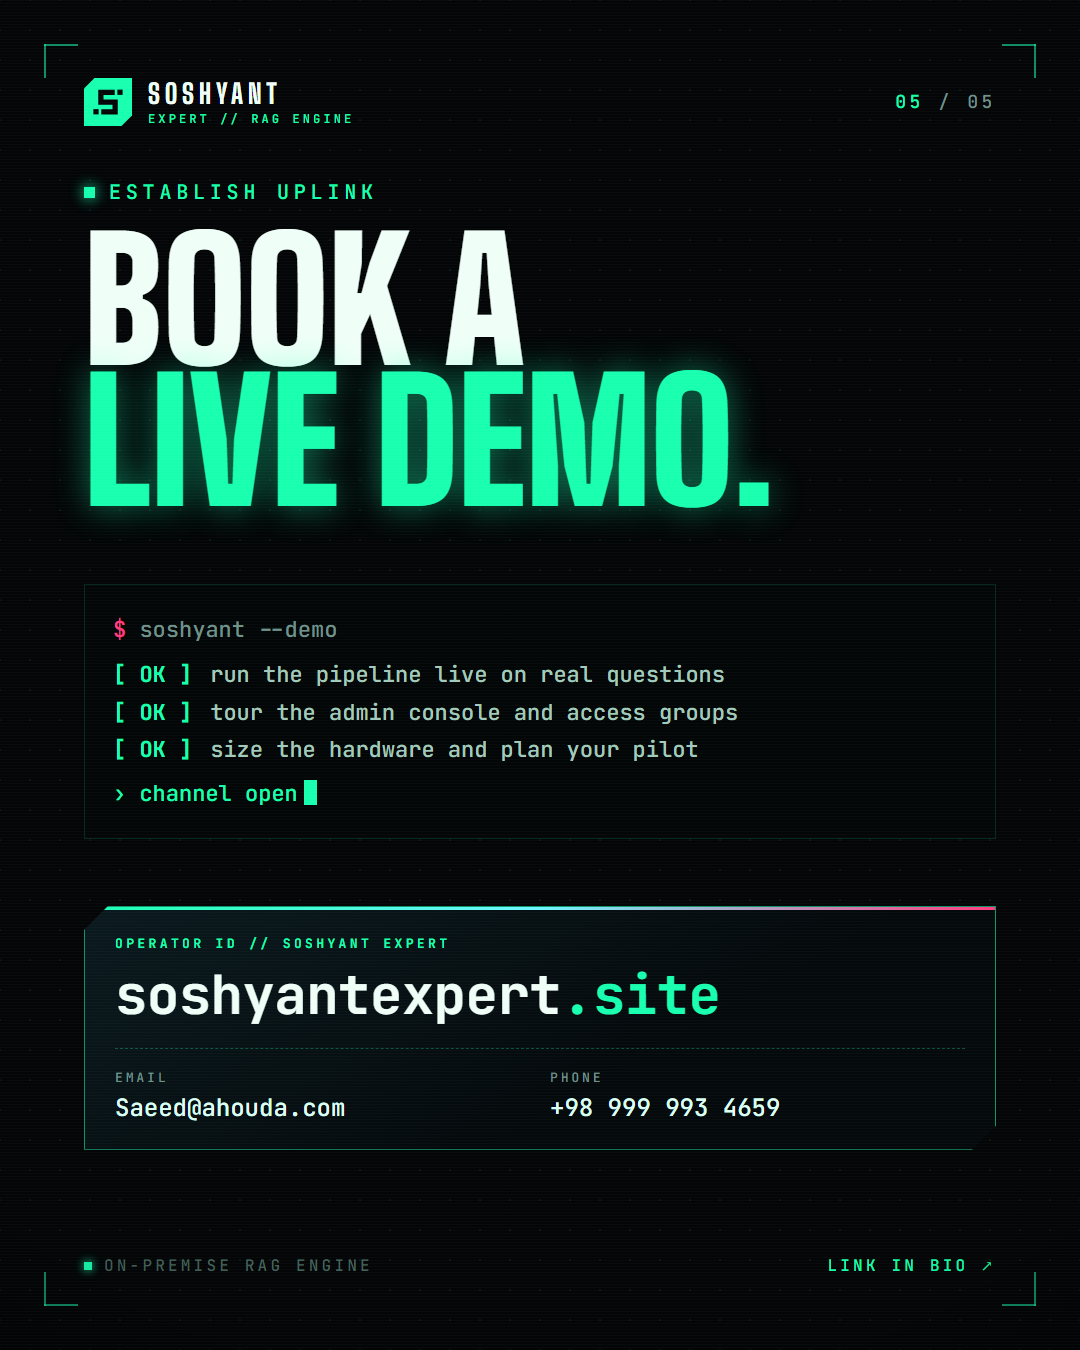 SOSHYANT
EXPERT // RAG ENGINE
05 / 05
ESTABLISH UPLINK
BOOK A
LIVE DEMO.
$ soshyant --demo
[ OK ] run the pipeline live on real questions
[ OK ] tour the admin console and access groups
[ OK ] size the hardware and plan your pilot
› channel open
OPERATOR ID // SOSHYANT EXPERT
soshyantexpert.site
EMAIL
Saeed@ahouda.com
PHONE
+98 999 993 4659
ON-PREMISE RAG ENGINE
LINK IN BIO ↗